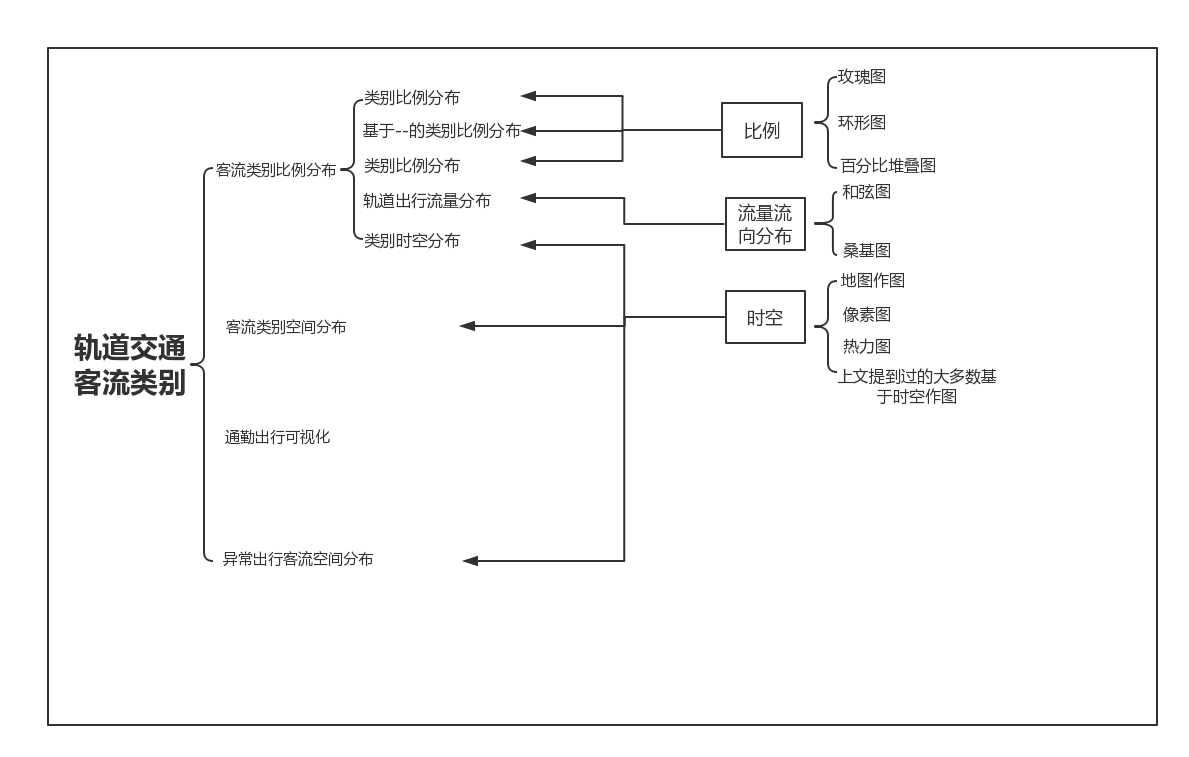 轨道交通
客流类别
客流类别比例分布
类别比例分布
基于--的类别比例分布
类别比例分布
轨道出行流量分布
类别时空分布
客流类别空间分布
通勤出行可视化
异常出行客流空间分布
比例
玫瑰图
环形图
百分比堆叠图
流量流
向分布
和弦图
桑基图
时空
地图作图
像素图
热力图
上文提到过的大多数基
于时空作图